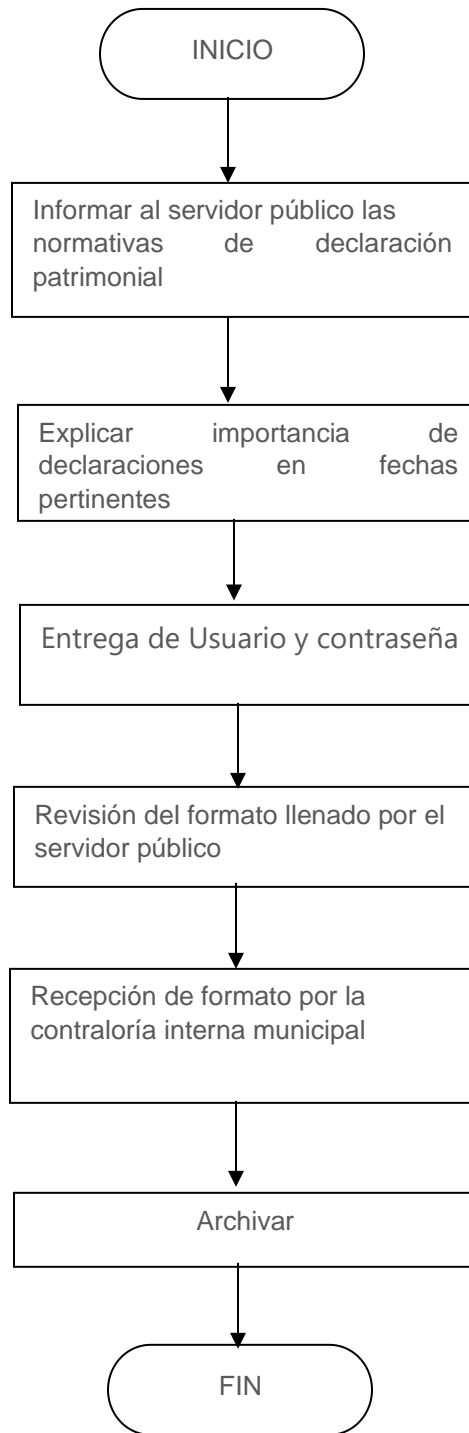 INICIO
Informar al servidor público las
normativas de declaración
patrimonial
Explicar importancia de
declaraciones en fechas
pertinentes
Entrega de Usuario y contraseña
Revisión del formato llenado por el
servidor público
Recepción de formato por la
contraloría interna municipal
Archivar
FIN